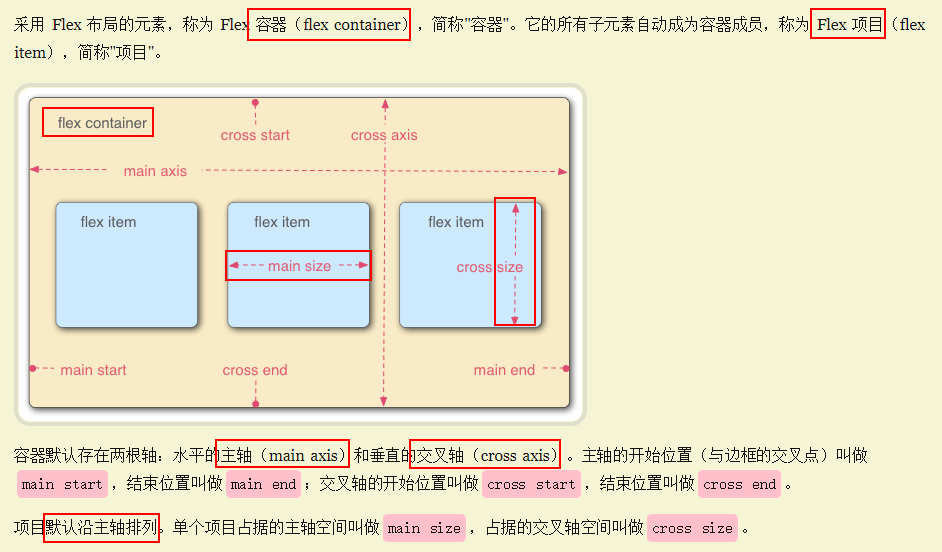 采用 Flex 布局的元素，称为 Flex 容器（flex container），简称"容器"。它的所有子元素自动成为容器成员，称为 Flex 项目（flex
item），简称"项目"。
flex container
cross start
cross axis
main axis
flex item
flex item
flex item
main size
cross size
main start
cross end
main end
容器默认存在两根轴：水平的主轴（main axis）和垂直的交叉轴（cross axis）。主轴的开始位置（与边框的交叉点）叫做
main start，结束位置叫做 main end；交叉轴的开始位置叫做 cross start，结束位置叫做 cross end。
项目默认沿主轴排列。单个项目占据的主轴空间叫做 main size，占据的交叉轴空间叫做 cross size。